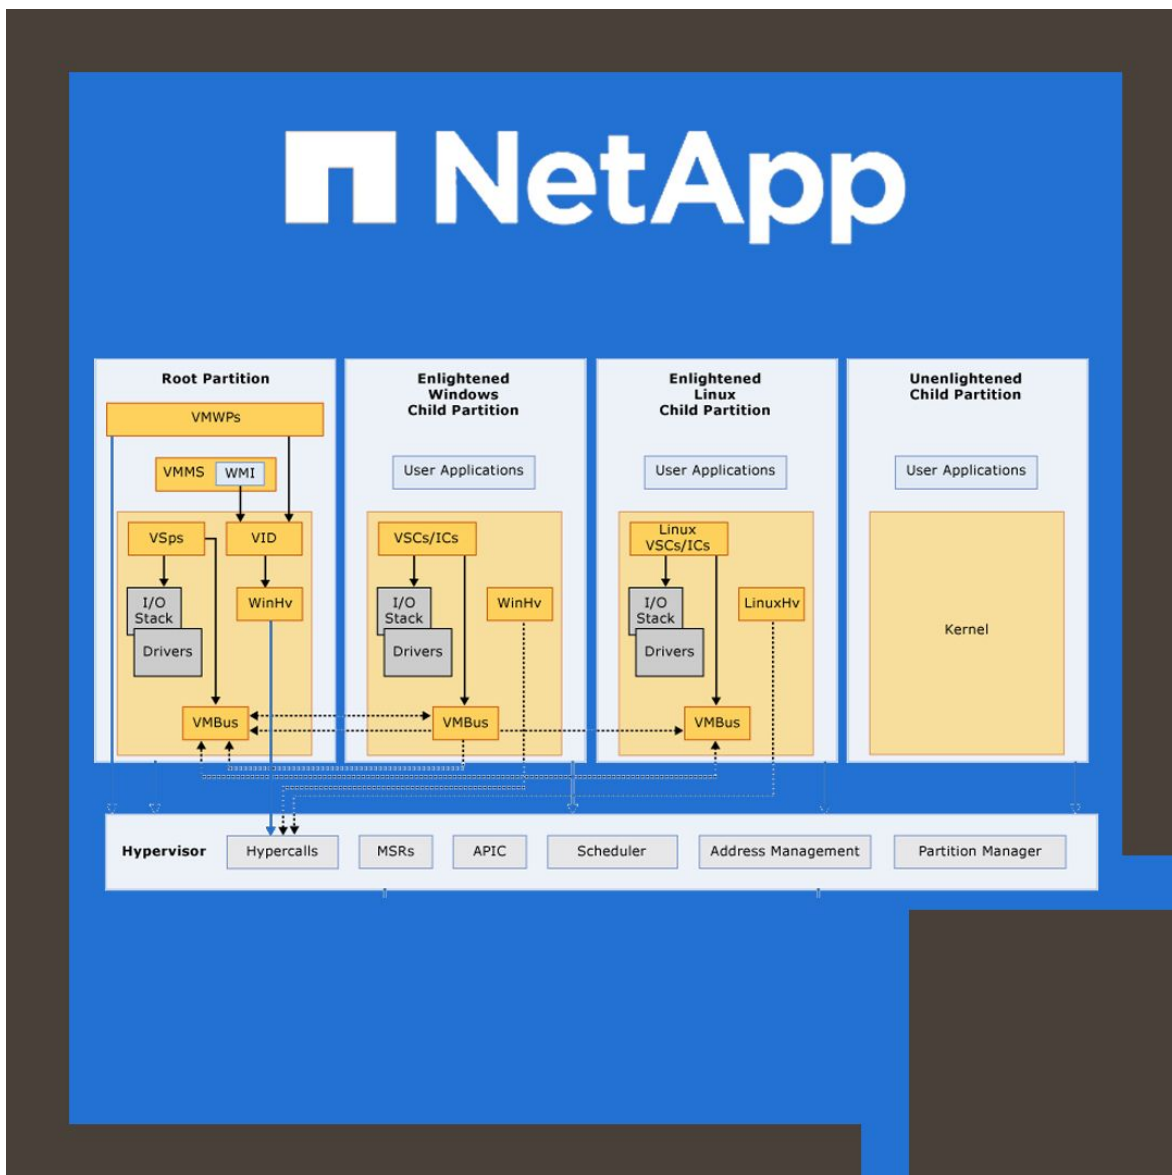 NetApp
Root Partition
VMWPs
VMMS
WMI
VSps
VID
I/O
Stack
Drivers
WinHv
VMBus
Enlightened
Windows
Child Partition
User Applications
VSCs/ICs
I/O
Stack
Drivers
WinHv
VMBus
Enlightened
Linux
Child Partition
User Applications
Linux
VSCs/ICs
I/O
Stack
Drivers
LinuxHv
VMBus
Unenlightened
Child Partition
User Applications
Kernel
Hypervisor
Hypercalls
MSRs
APIC
Scheduler
Address Management
Partition Manager